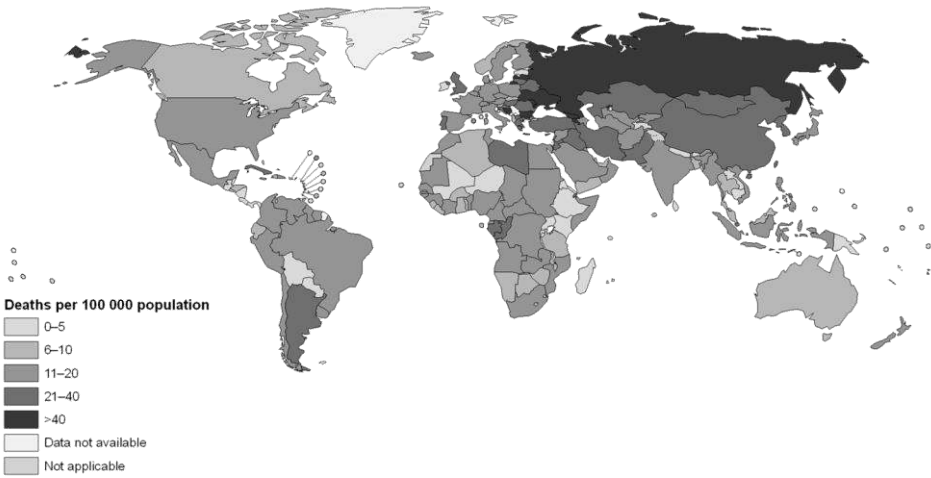 Deaths per 100 000 population
0–5
6–10
11–20
21–40
>40
Data not available
Not applicable